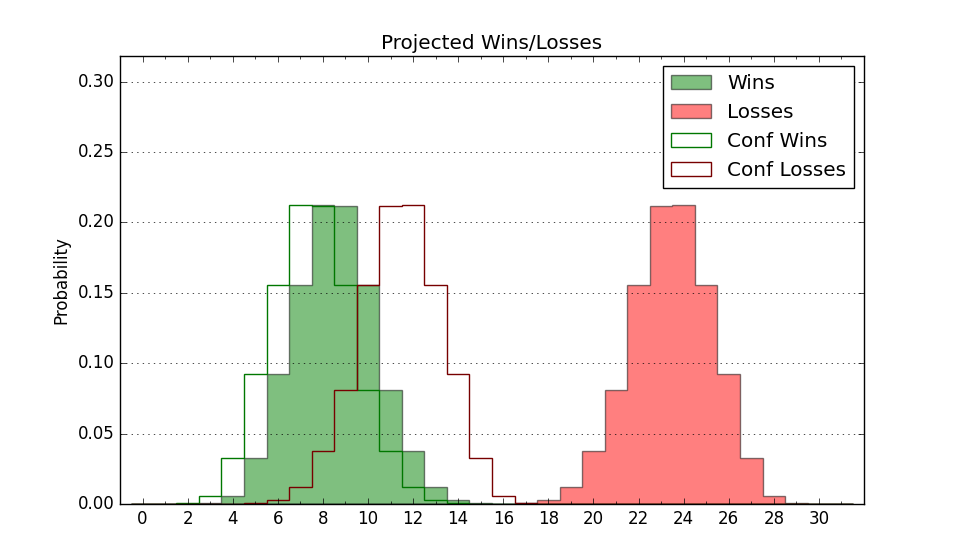 Projected Wins/Losses
0.30
0.25
0.20
0.15
0.10
0.05
0.00
Probability
Wins
Losses
Conf Wins
Conf Losses
0 2 4 6 8 10 12 14 16 18 20 22 24 26 28 30